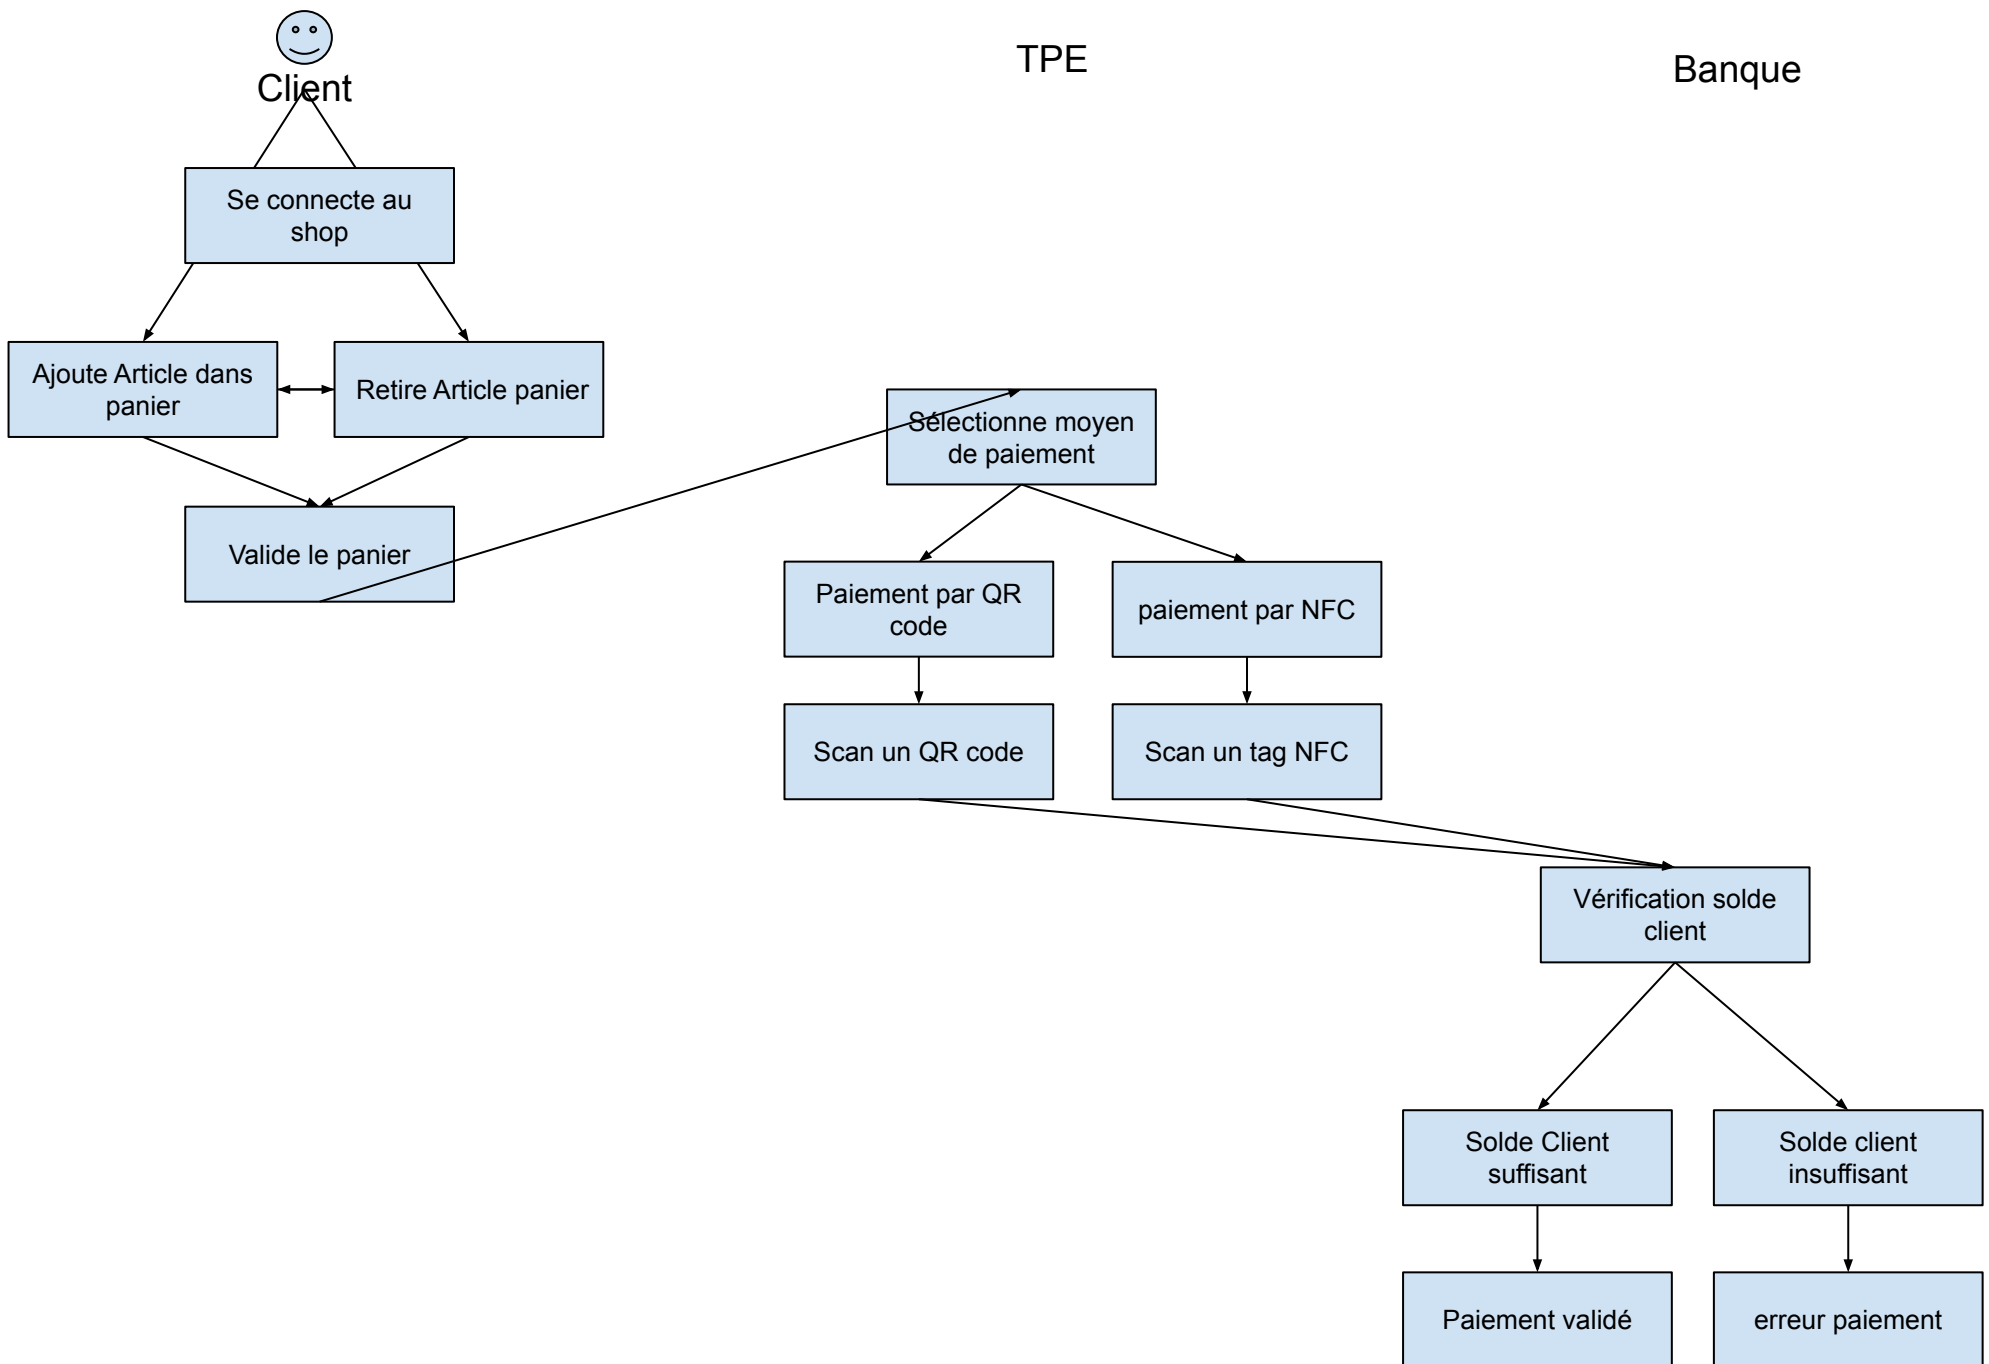 Client
TPE
Banque
Se connecte au
shop
Ajoute Article dans
panier
Retire Article panier
Valide le panier
Sélectionne moyen
de paiement
Paiement par QR
code
paiement par NFC
Scan un QR code
Scan un tag NFC
Vérification solde
client
Solde Client
suffisant
Solde client
insuffisant
Paiement validé
erreur paiement